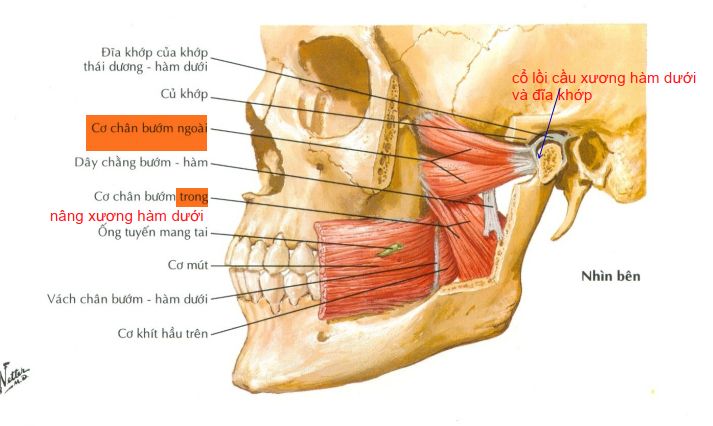 Đĩa khớp của khớp
thái dương - hàm dưới
Củ khớp
Cơ chân bướm ngoài
Dây chằng bướm - hàm
Cơ chân bướm trong
nâng xương hàm dưới
Ống tuyến mang tai
Cơ mút
Vách chân bướm - hàm dưới
Cơ khít hầu trên
cổ lồi cầu xương hàm dưới
và đĩa khớp
Nhìn bên
F Netter
M.D.